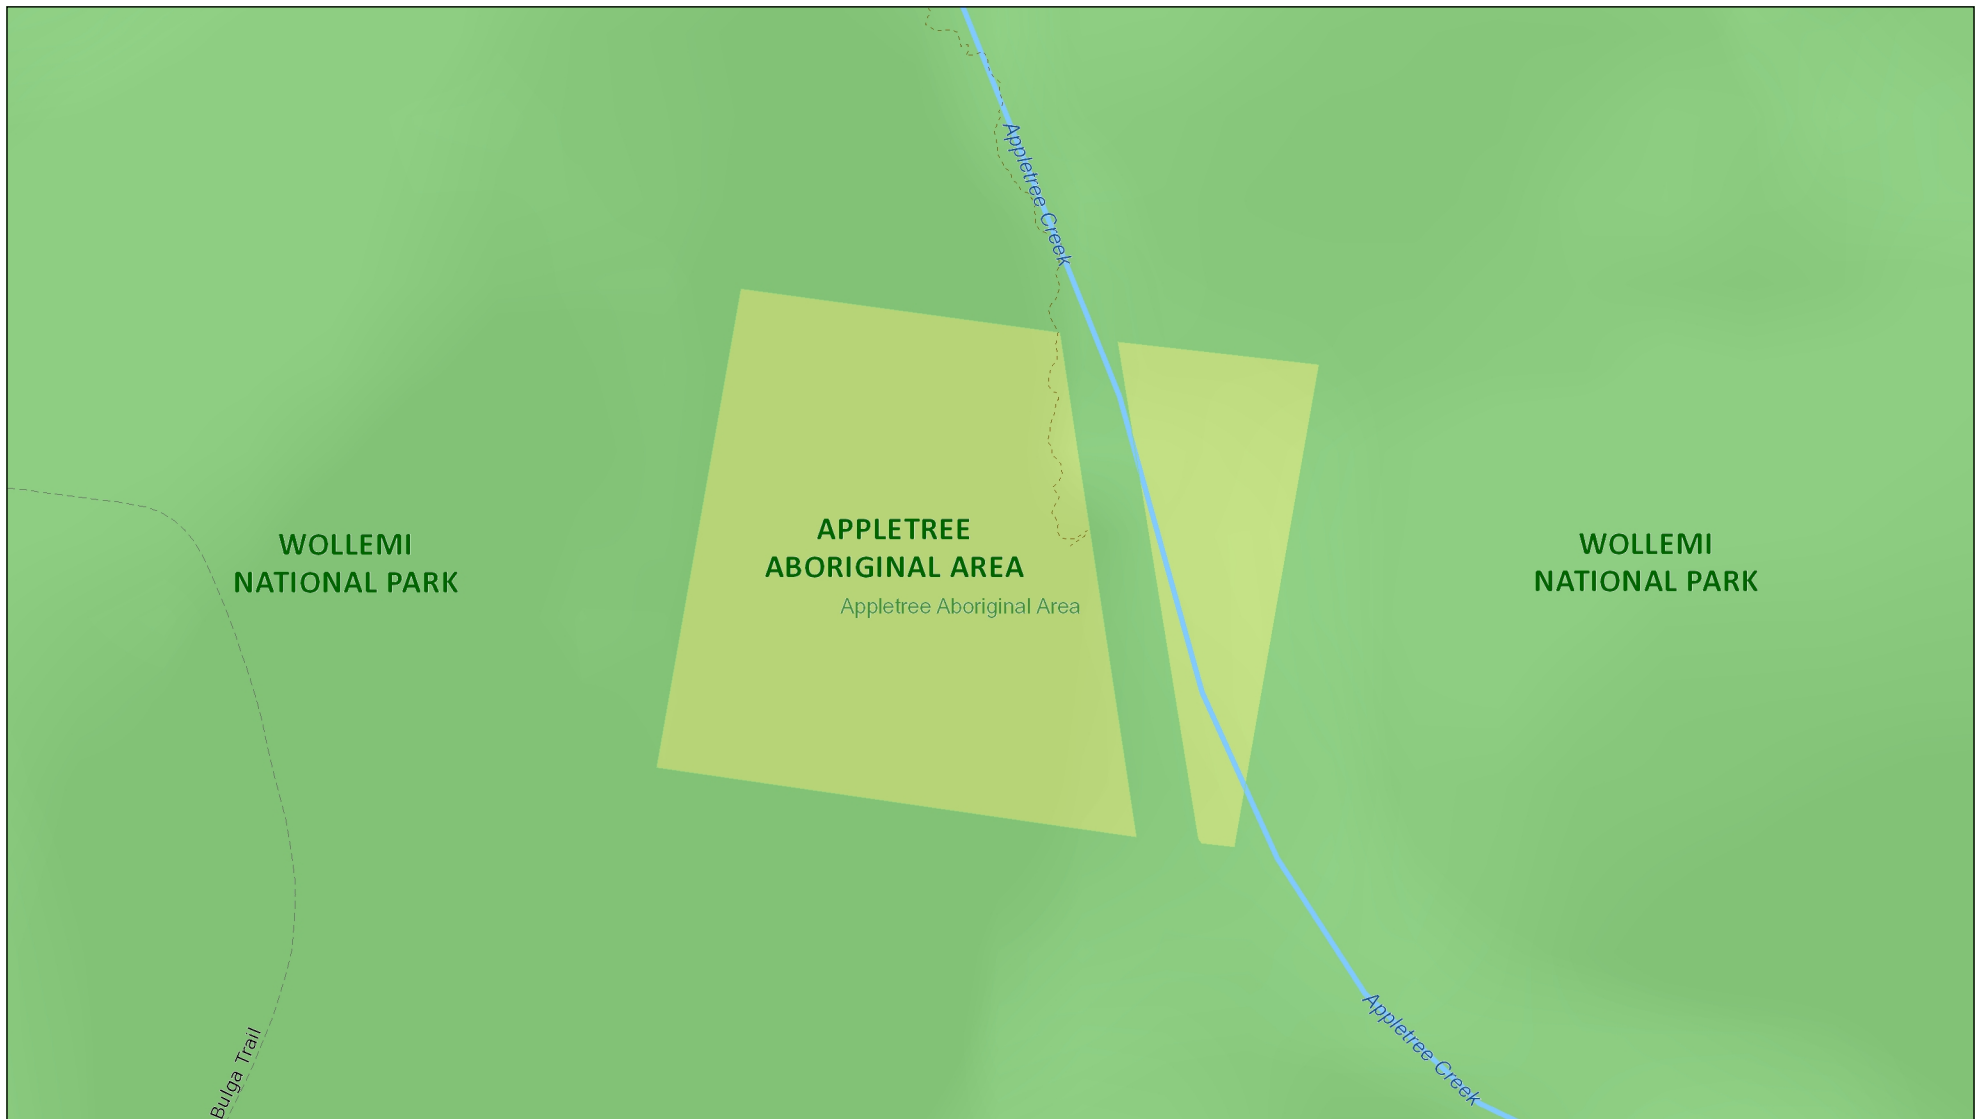 Appletree Creek
WOLLEMI
NATIONAL PARK
APPLETREE
ABORIGINAL AREA
Appletree Aboriginal Area
WOLLEMI
NATIONAL PARK
Appletree Creek
Bulga Trail